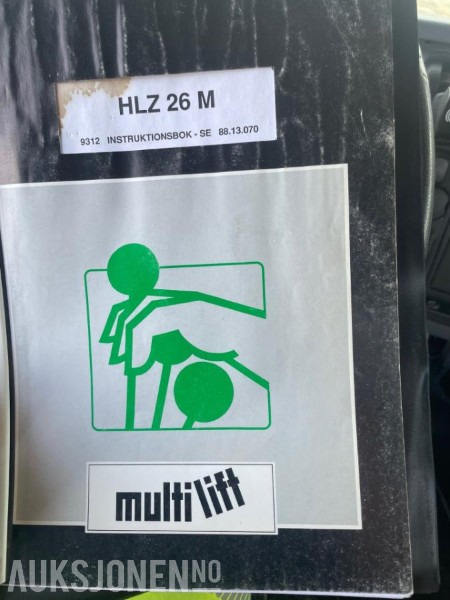 HLZ 26 M
9312 INSTRUKTIONSBOK - SE 88.13.070
multilift
AUKSJONEN.NO